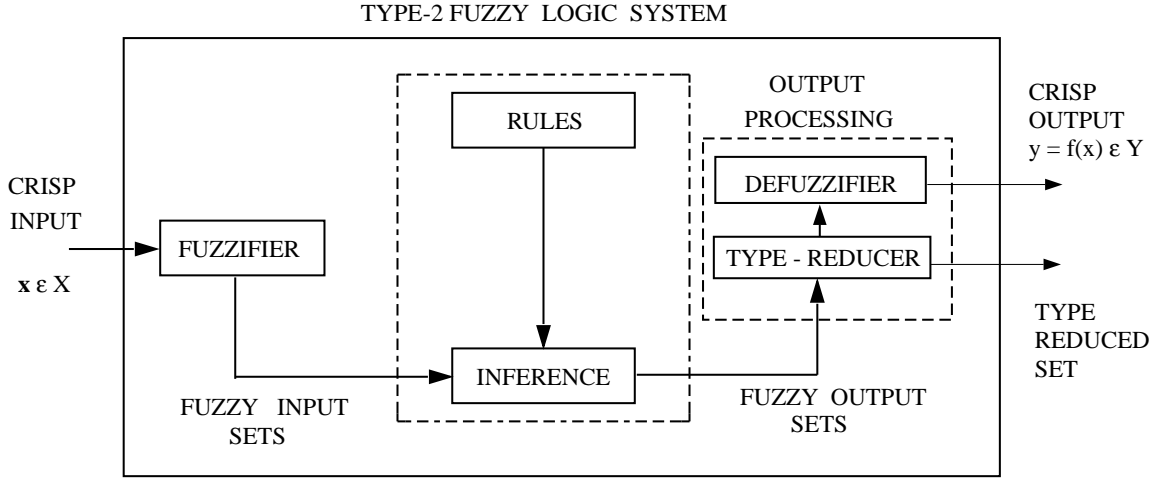 TYPE-2 FUZZY LOGIC SYSTEM
CRISP
INPUT
x ε X
FUZZIFIER
FUZZY INPUT
SETS
RULES
INFERENCE
OUTPUT
PROCESSING
DEFUZZIFIER
TYPE - REDUCER
FUZZY OUTPUT
SETS
CRISP
OUTPUT
y = f(x) ε Y
TYPE
REDUCED
SET